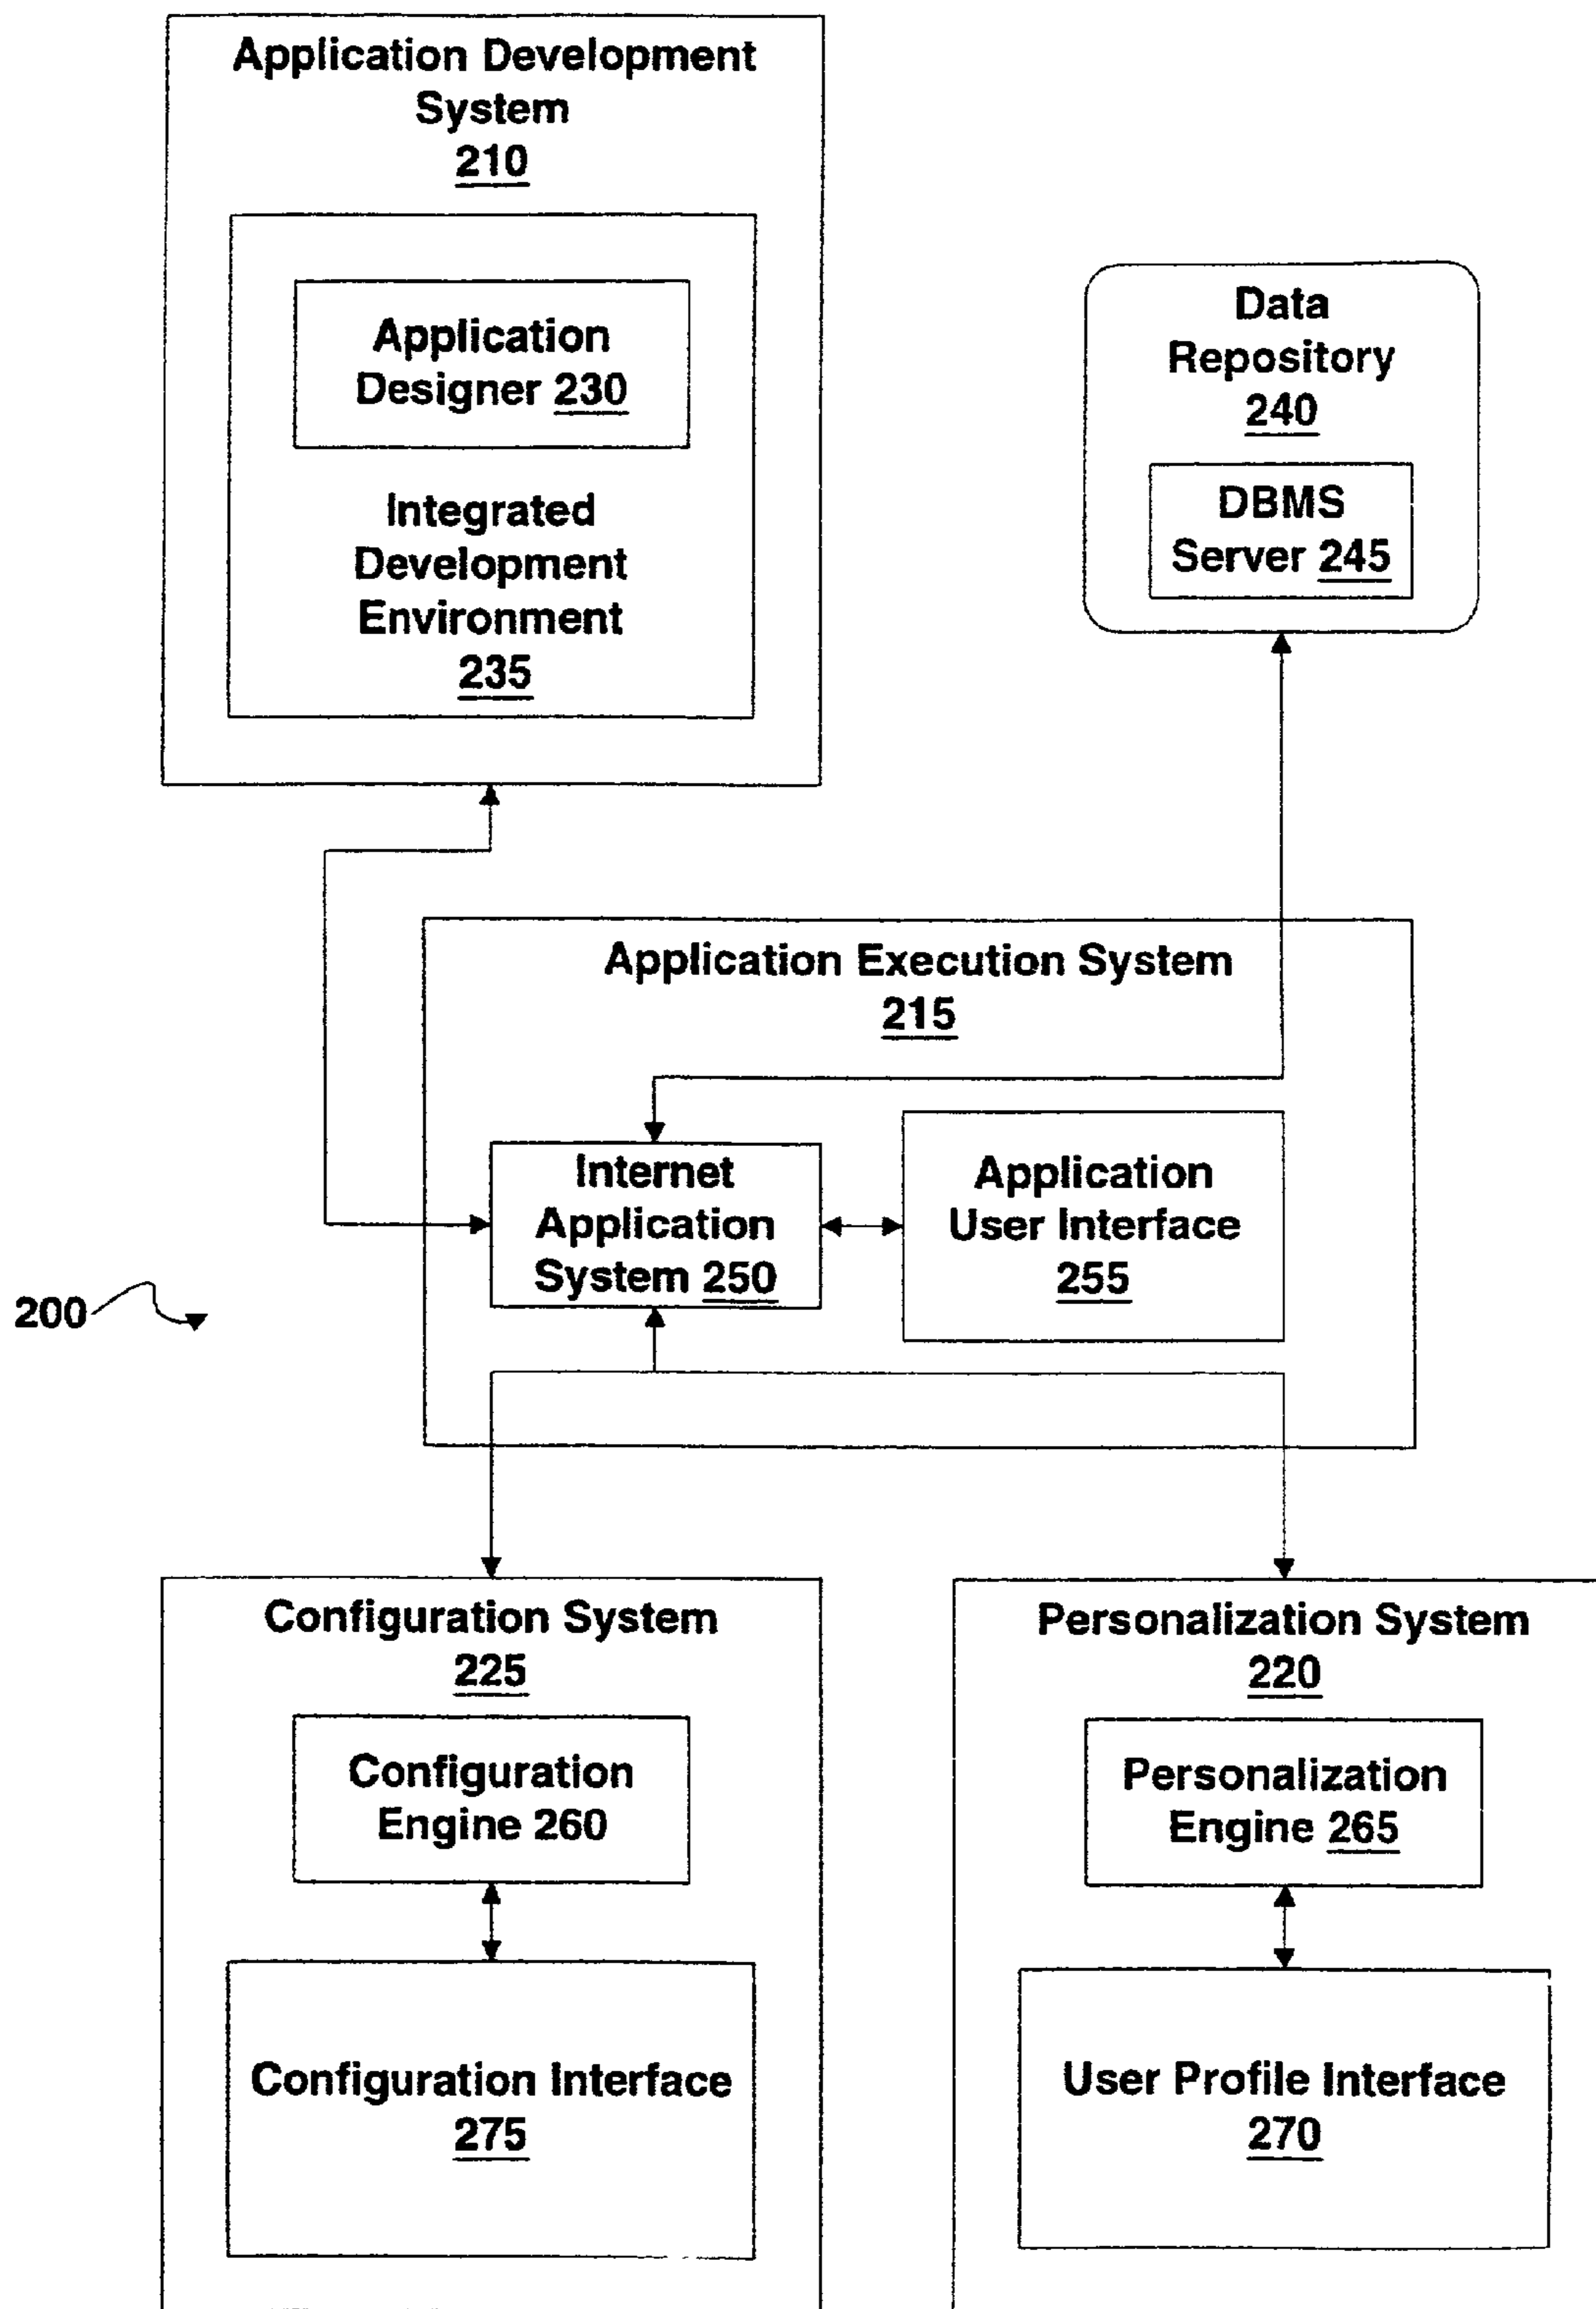 Application Development
System
210
Application
Designer 230
Integrated
Development
Environment
235
Data
Repository
240
DBMS
Server 245
Application Execution System
215
Internet
Application
System 250
Application
User Interface
255
200
Configuration System
225
Configuration
Engine 260
Configuration Interface
275
Personalization System
220
Personalization
Engine 265
User Profile Interface
270